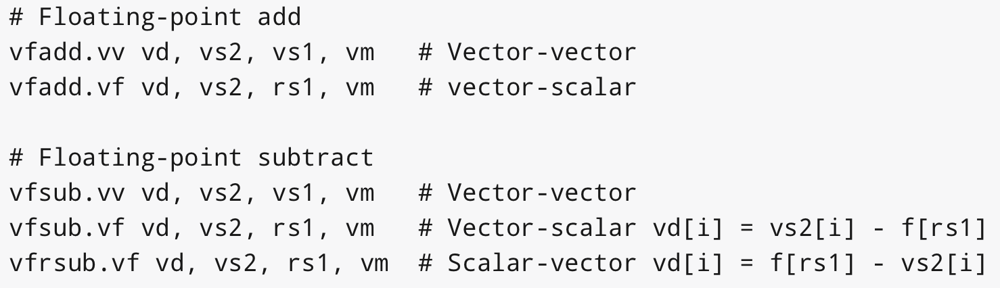 # Floating-point add
vfadd.vv vd, vs2, vs1, vm   # Vector-vector
vfadd.vf vd, vs2, rs1, vm   # vector-scalar

# Floating-point subtract
vfsub.vv vd, vs2, vs1, vm   # Vector-vector
vfsub.vf vd, vs2, rs1, vm   # Vector-scalar vd[i] = vs2[i] - f[rs1]
vfrsub.vf vd, vs2, rs1, vm  # Scalar-vector vd[i] = f[rs1] - vs2[i]